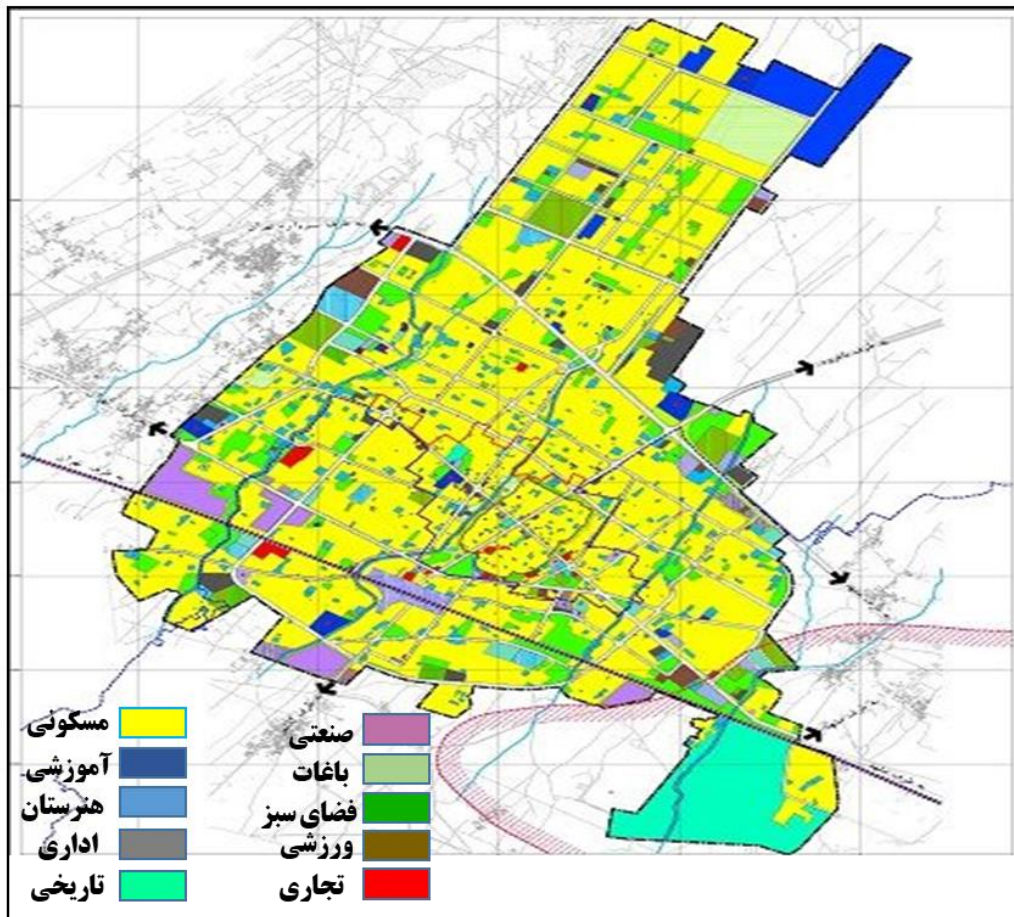 مسکونی
آموزشی
هنرستان
اداری
تاریخی
صنعتی
باغات
فضای سبز
ورزشی
تجاری